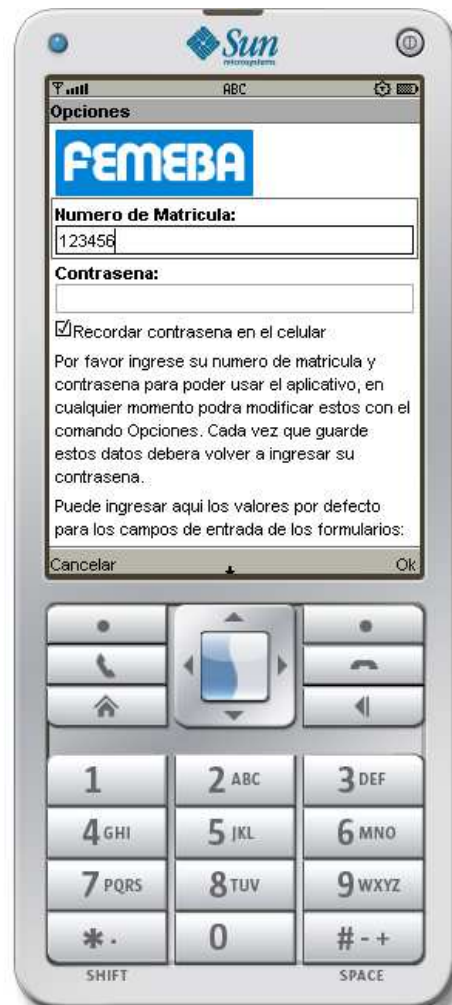 Sun
microsystems
ABC
Opciones
FEMEBA
Numero de Matricula:
123456
Contrasena:
Recordar contrasena en el celular
Por favor ingrese su numero de matricula y
contrasena para poder usar el aplicativo, en
cualquier momento podra modificar estos con el
comando Opciones. Cada vez que guarde
estos datos debera volver a ingresar su
contrasena.
Puede ingresar aqui los valores por defecto
para los campos de entrada de los formularios:
Cancelar Ok
1 2 ABC 3 DEF
4 GHI 5 JKL 6 MNO
7 PQRS 8 TUV 9 WXYZ
* . 0 # - +
SHIFT SPACE